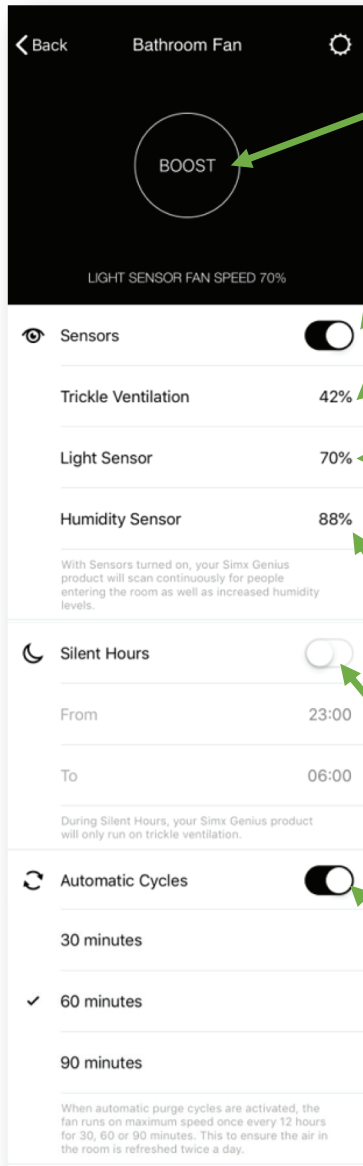 Back Bathroom Fan
BOOST
LIGHT SENSOR FAN SPEED 70%
Sensors
Trickle Ventilation 42%
Light Sensor 70%
Humidity Sensor 88%
With Sensors turned on, your Simx Genius
product will scan continuously for people
entering the room as well as increased humidity
levels.
Silent Hours
From 23:00
To 06:00
During Silent Hours, your Simx Genius product
will only run on trickle ventilation.
Automatic Cycles
30 minutes
60 minutes
90 minutes
When automatic purge cycles are activated, the
fan runs on maximum speed once every 12 hours
for 30, 60 or 90 minutes. This to ensure the air in
the room is refreshed twice a day.